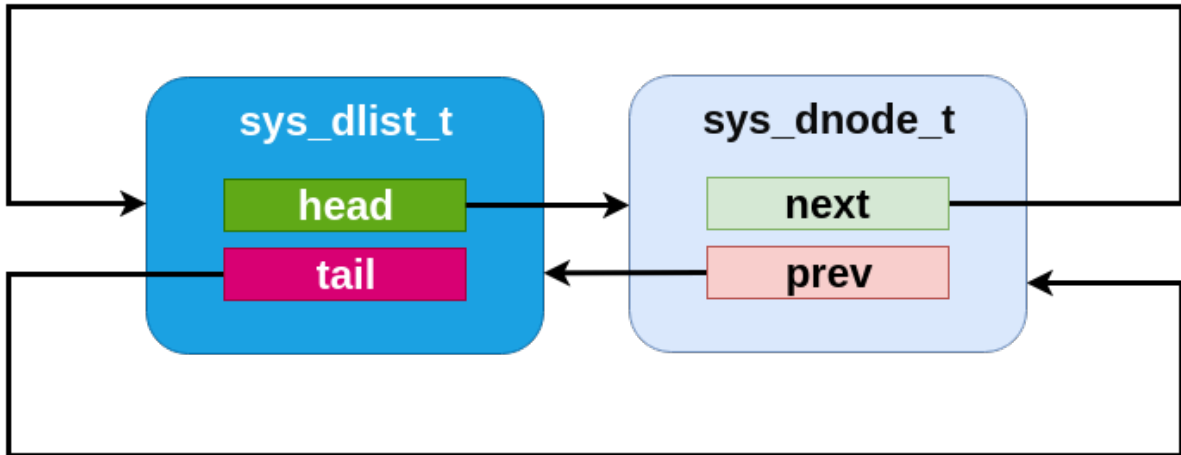 sys_dlist_t
head
tail
sys_dnode_t
next
prev